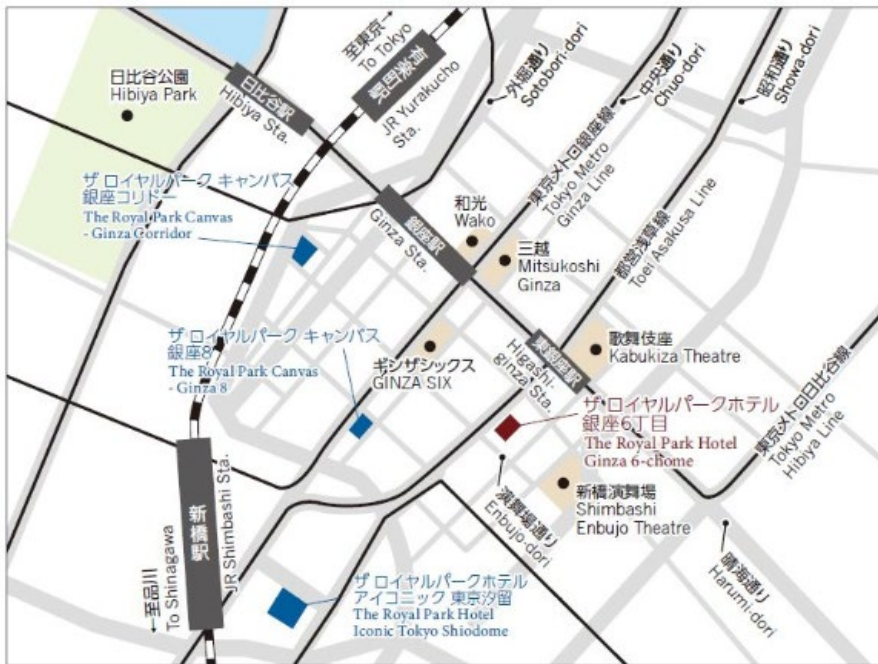 至東京→
To Tokyo
外堀通り
Sotobori-dori
中央通り
Chuo-dori
昭和通り
Showa-dori
日比谷公園
Hibiya Park
日比谷駅
Hibiya Sta.
有楽町駅
JR Yurakucho
Sta.
ザ ロイヤルパーク キャンバス
銀座コリドー
The Royal Park Canvas
- Ginza Corridor
銀座駅
Ginza Sta.
和光
Wako
三越
Mitsukoshi
Ginza
東京メトロ銀座線
Tokyo Metro
Ginza Line
都営浅草線
Toei Asakusa Line
ザ ロイヤルパーク キャンバス
銀座8
The Royal Park Canvas
- Ginza 8
ギンザシックス
GINZA SIX
東銀座駅
Higashi-
ginza Sta.
歌舞伎座
Kabukiza Theatre
ザ ロイヤルパークホテル
銀座6丁目
The Royal Park Hotel
Ginza 6-chome
東京メトロ日比谷線
Tokyo Metro
Hibiya Line
新橋駅
JR Shimbashi Sta.
演舞場通り
Enbujo-dori
新橋演舞場
Shimbashi
Enbujo Theatre
晴海通り
Harumi-dori
←至品川
To Shinagawa
ザ ロイヤルパークホテル
アイコニック 東京汐留
The Royal Park Hotel
Iconic Tokyo Shiodome